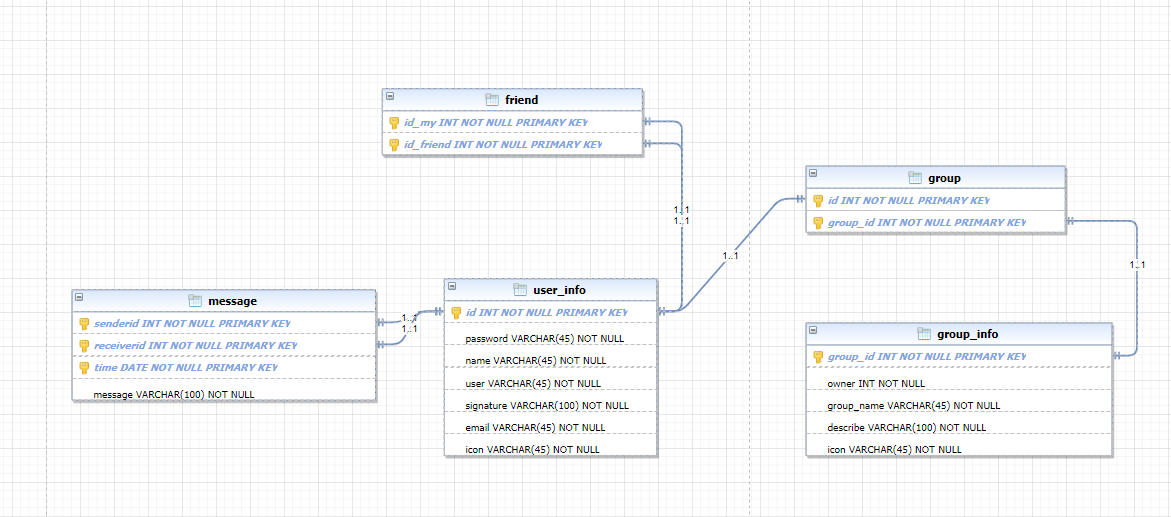 friend
id_my INT NOT NULL PRIMARY KEY
id_friend INT NOT NULL PRIMARY KEY
group
id INT NOT NULL PRIMARY KEY
group_id INT NOT NULL PRIMARY KEY
1..1
1..1
1..1
1..1
message
senderid INT NOT NULL PRIMARY KEY
receiverid INT NOT NULL PRIMARY KEY
time DATE NOT NULL PRIMARY KEY
message VARCHAR(100) NOT NULL
1..1
1..1
user_info
id INT NOT NULL PRIMARY KEY
password VARCHAR(45) NOT NULL
name VARCHAR(45) NOT NULL
user VARCHAR(45) NOT NULL
signature VARCHAR(100) NOT NULL
email VARCHAR(45) NOT NULL
icon VARCHAR(45) NOT NULL
group_info
group_id INT NOT NULL PRIMARY KEY
owner INT NOT NULL
group_name VARCHAR(45) NOT NULL
describe VARCHAR(100) NOT NULL
icon VARCHAR(45) NOT NULL